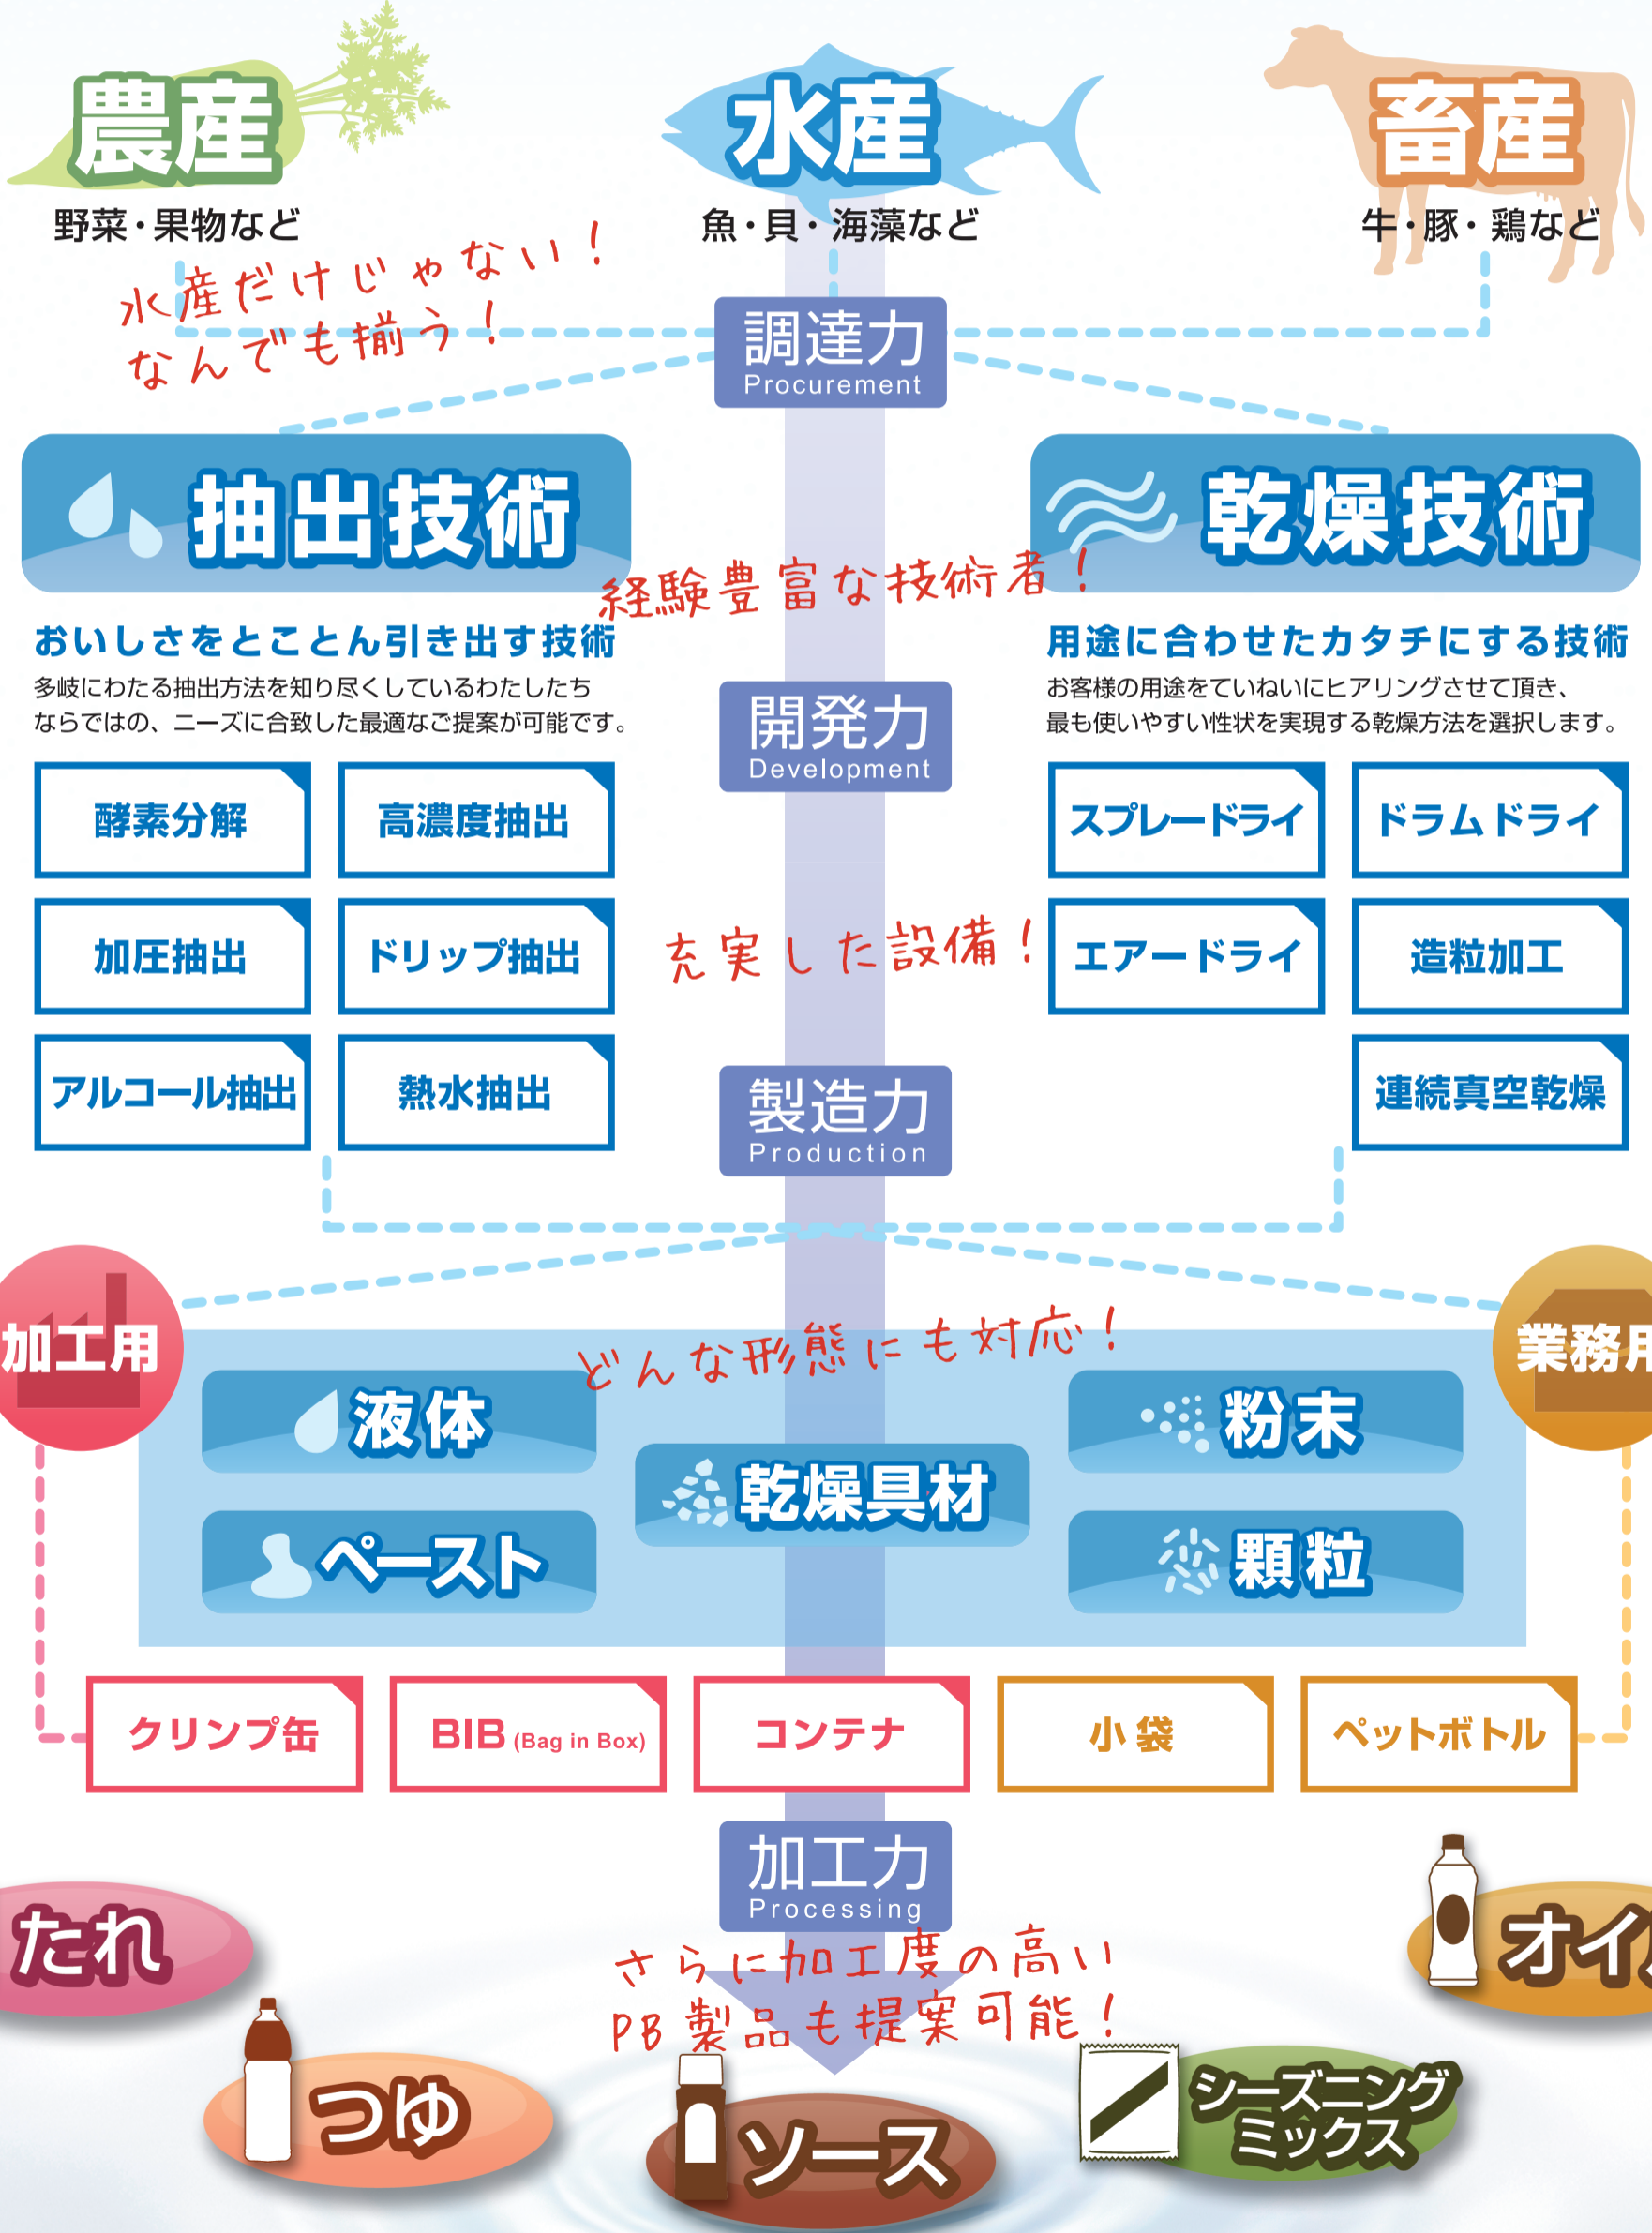 農産
水産
畜産
野菜・果物など
魚・貝・海藻など
牛・豚・鶏など
水産だけじゃない！
なんでも揃う！
調達力
Procurement
抽出技術
乾燥技術
経験豊富な技術者！
おいしさをとことん引き出す技術
多岐にわたる抽出方法を知り尽くしているわたしたち
ならではの、ニーズに合致した最適なご提案が可能です。
用途に合わせたカタチにする技術
お客様の用途をていねいにヒアリングさせて頂き、
最も使いやすい性状を実現する乾燥方法を選択します。
開発力
Development
酵素分解
高濃度抽出
スプレードライ
ドラムドライ
加圧抽出
ドリップ抽出
充実した設備！
エアードライ
造粒加工
アルコール抽出
熱水抽出
製造力
Production
連続真空乾燥
加工用
業務用
どんな形態にも対応！
液体
粉末
乾燥具材
ペースト
顆粒
クリンプ缶
BIB (Bag in Box)
コンテナ
小袋
ペットボトル
加工力
Processing
さらに加工度の高い
PB製品も提案可能！
たれ
オイ
つゆ
ソース
シーズニング
ミックス